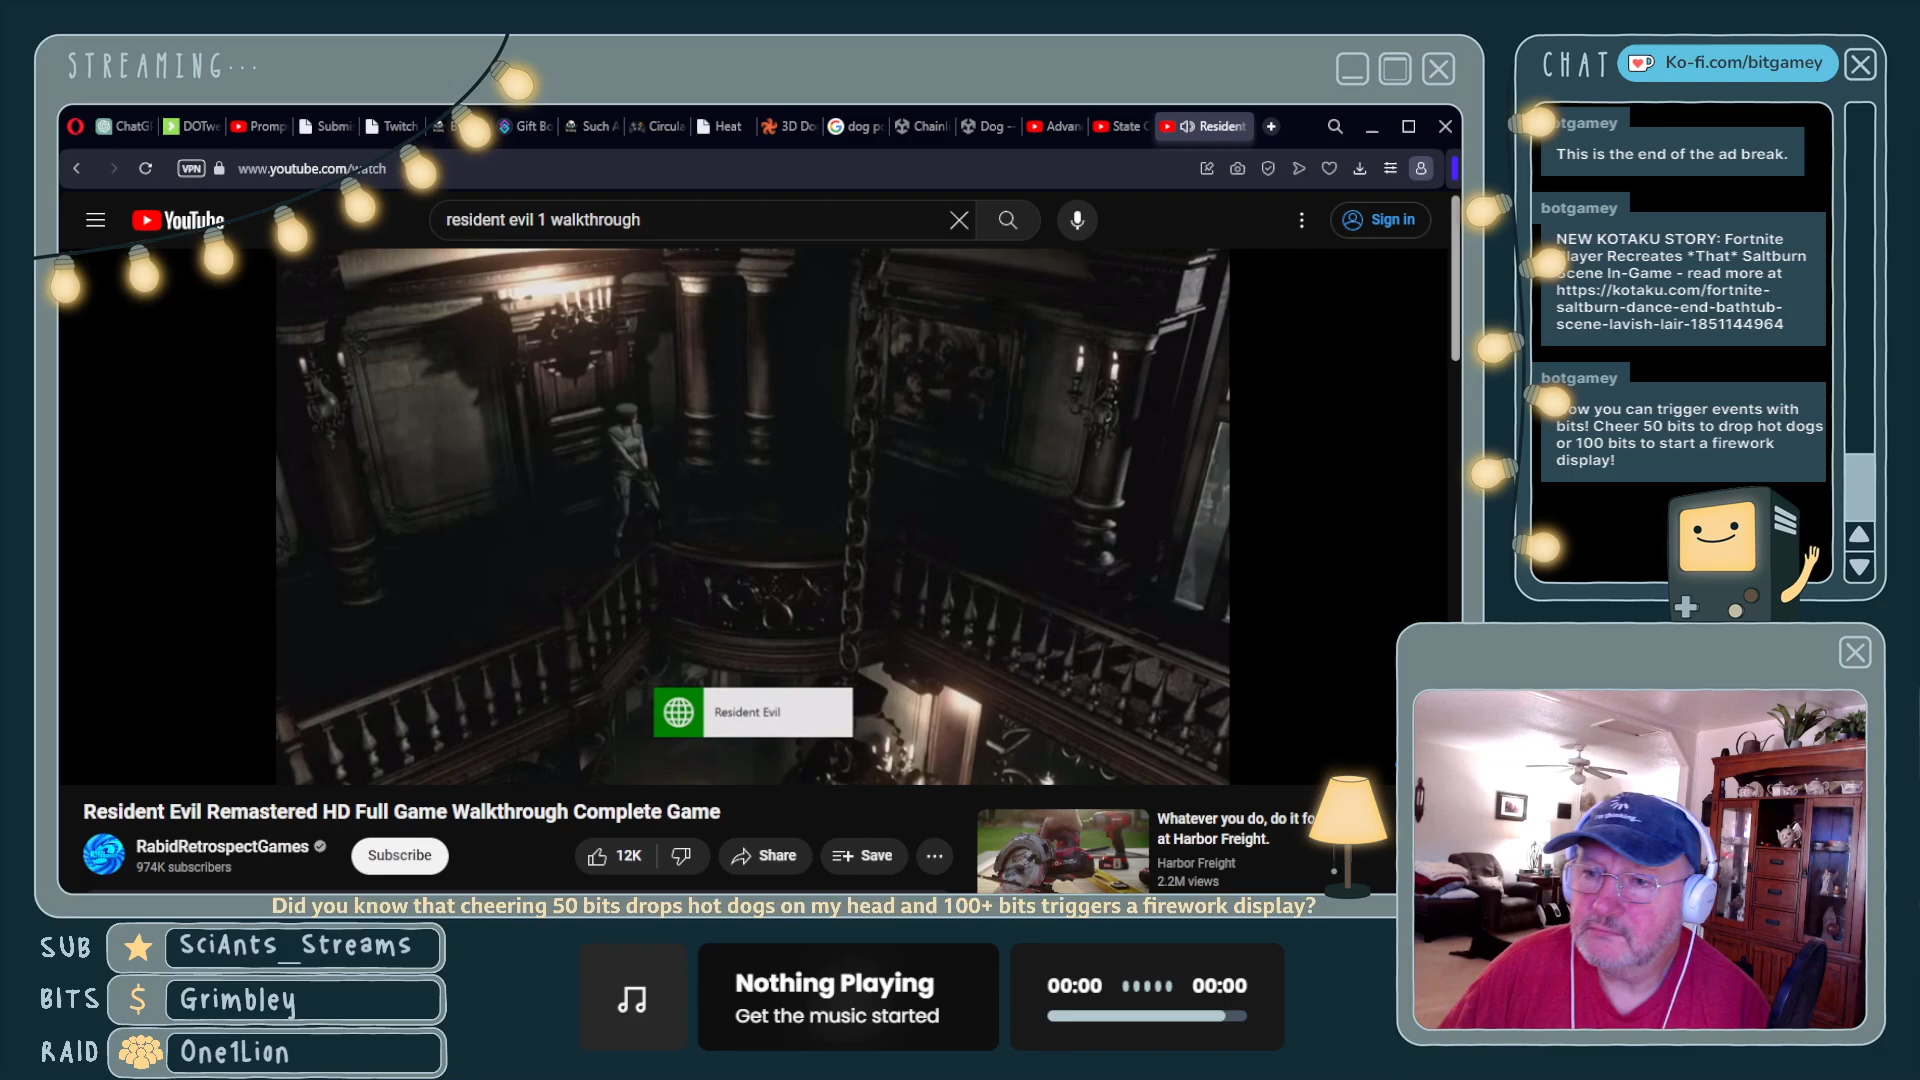 STREAMING...
ChatG
DOTwe
Promp
Submi
Twitch
Gift Bo
Such A
Circula
Heat
3D Do
dog po
Chainl
Dog --
Advan
State C
Resident
VPN
www.youtube.com/watch
YouTube
resident evil 1 walkthrough
Sign in
Resident Evil
Resident Evil Remastered HD Full Game Walkthrough Complete Game
RabidRetrospectGames
974K subscribers
Subscribe
12K
Share
Save
Whatever you do, do it fo
at Harbor Freight.
Harbor Freight
2.2M views
Did you know that cheering 50 bits drops hot dogs on my head and 100+ bits triggers a firework display?
SUB
SciAnts_Streams
BITS
$
Grimbley
RAID
One1Lion
Nothing Playing
Get the music started
00:00
00:00
CHAT
Ko-fi.com/bitgamey
otgamey
This is the end of the ad break.
botgamey
NEW KOTAKU STORY: Fortnite
layer Recreates *That* Saltburn
cene In-Game - read more at
https://kotaku.com/fortnite-
saltburn-dance-end-bathtub-
scene-lavish-lair-1851144964
botgamey
ow you can trigger events with
bits! Cheer 50 bits to drop hot dogs
or 100 bits to start a firework
display!
I'm thinking...